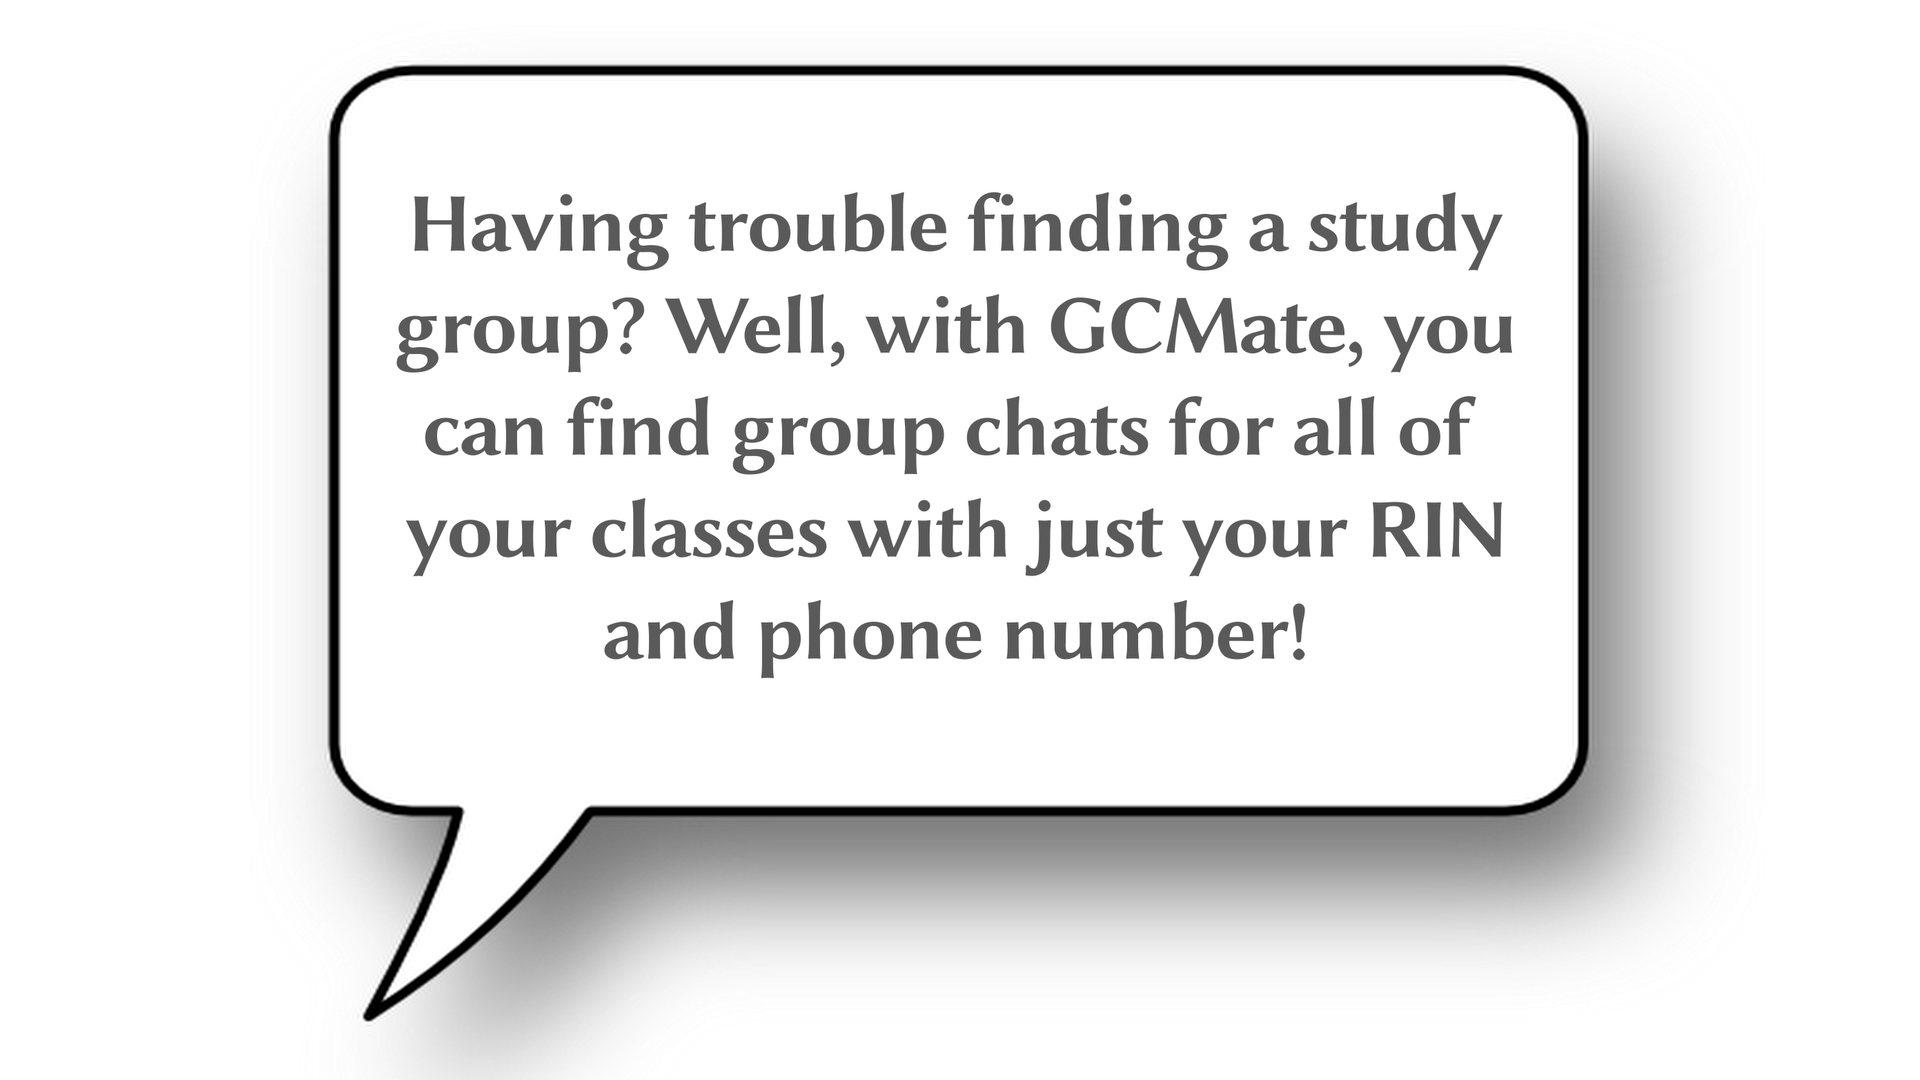 Having trouble finding a study
group? Well, with GCMate, you
can find group chats for all of
your classes with just your RIN
and phone number!